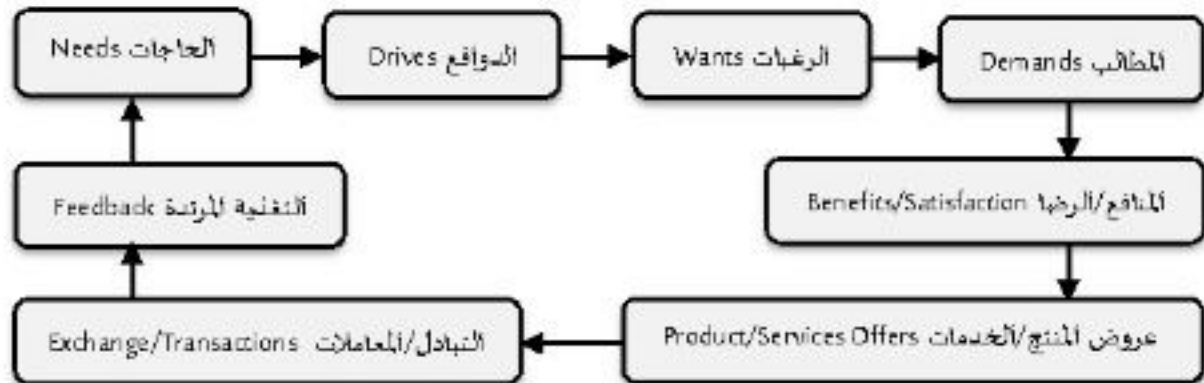 Needs الحاجات
Drives الدوافع
Wants الرغبات
Demands المطالب
Benefits/Satisfaction المنافع/الرضا
Product/Services Offers عروض المنتج/الخدمات
Exchange/Transactions التبادل/المعاملات
Feedback التغذية المرتدة